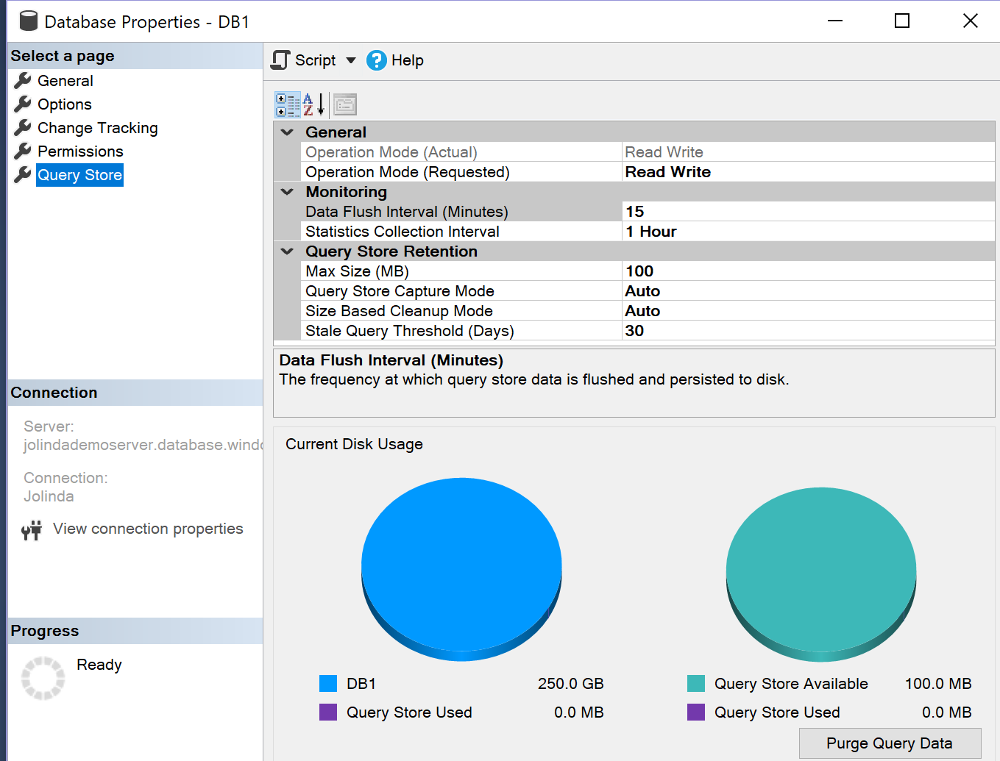 Database Properties - DB1
Select a page
General
Options
Change Tracking
Permissions
Query Store
Script
Help
General
Operation Mode (Actual) Read Write
Operation Mode (Requested) Read Write
Monitoring
Data Flush Interval (Minutes) 15
Statistics Collection Interval 1 Hour
Query Store Retention
Max Size (MB) 100
Query Store Capture Mode Auto
Size Based Cleanup Mode Auto
Stale Query Threshold (Days) 30
Data Flush Interval (Minutes)
The frequency at which query store data is flushed and persisted to disk.
Connection
Server:
jolindademoserver.database.windo
Connection:
Jolinda
View connection properties
Progress
Ready
Current Disk Usage
DB1 250.0 GB
Query Store Used 0.0 MB
Query Store Available 100.0 MB
Query Store Used 0.0 MB
Purge Query Data